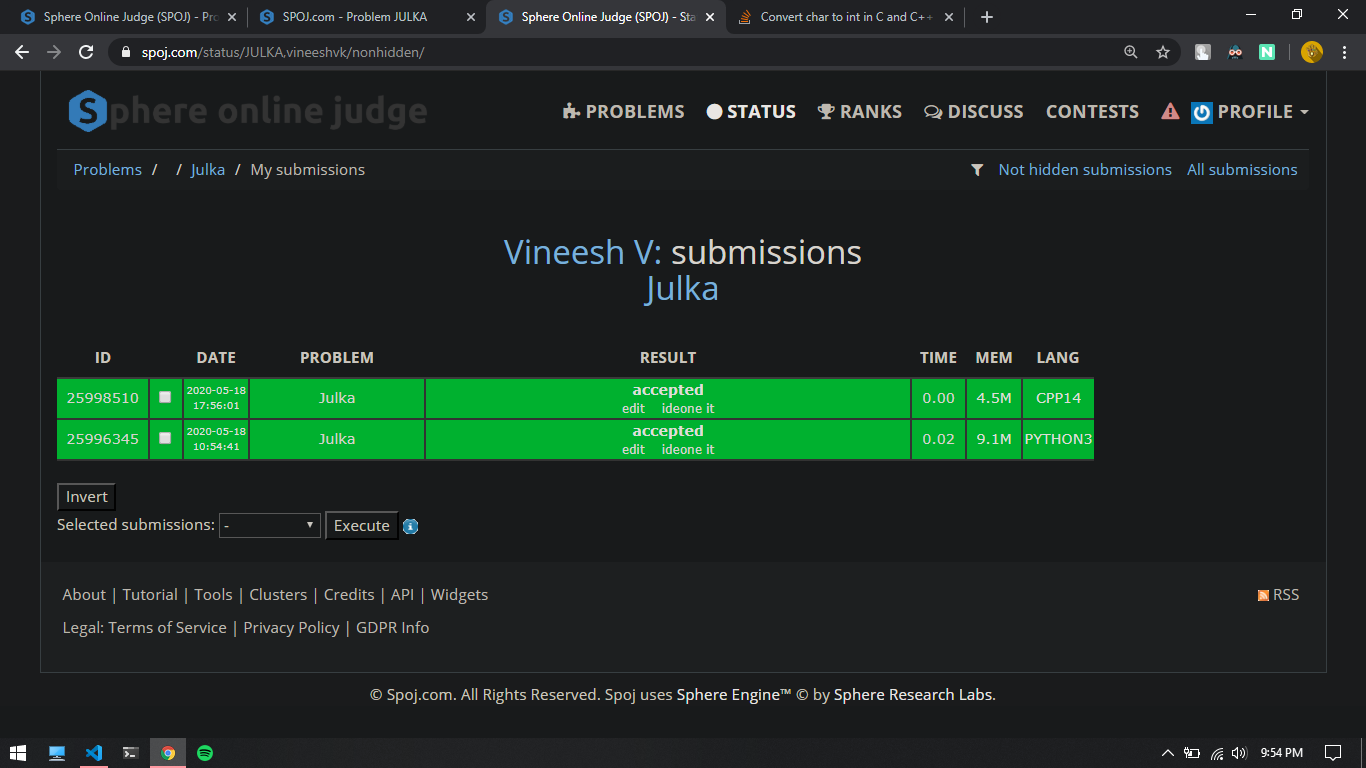 Sphere Online Judge (SPOJ) - Pro
SPOJ.com - Problem JULKA
Sphere Online Judge (SPOJ) - Sta
Convert char to int in C and C++
spoj.com/status/JULKA,vineeshvk/nonhidden/
Sphere online judge
PROBLEMS STATUS RANKS DISCUSS CONTESTS PROFILE
Problems / / Julka / My submissions
Not hidden submissions All submissions
Vineesh V: submissions
Julka
ID DATE PROBLEM RESULT TIME MEM LANG
25998510 2020-05-18 17:56:01 Julka accepted edit ideone it 0.00 4.5M CPP14
25996345 2020-05-18 10:54:41 Julka accepted edit ideone it 0.02 9.1M PYTHON3
Invert
Selected submissions: - Execute
About | Tutorial | Tools | Clusters | Credits | API | Widgets
RSS
Legal: Terms of Service | Privacy Policy | GDPR Info
© Spoj.com. All Rights Reserved. Spoj uses Sphere Engine™ © by Sphere Research Labs.
9:54 PM